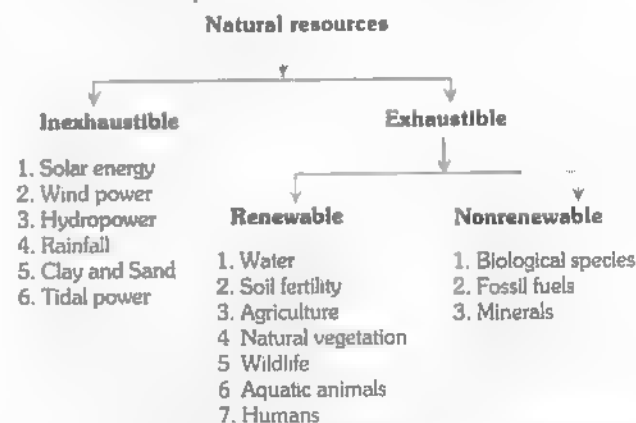 Natural resources
Inexhaustible
1. Solar energy
2. Wind power
3. Hydropower
4. Rainfall
5. Clay and Sand
6. Tidal power
Exhaustible
Renewable
1. Water
2. Soil fertility
3. Agriculture
4 Natural vegetation
5 Wildlife
6 Aquatic animals
7. Humans
Nonrenewable
1. Biological species
2. Fossil fuels
3. Minerals